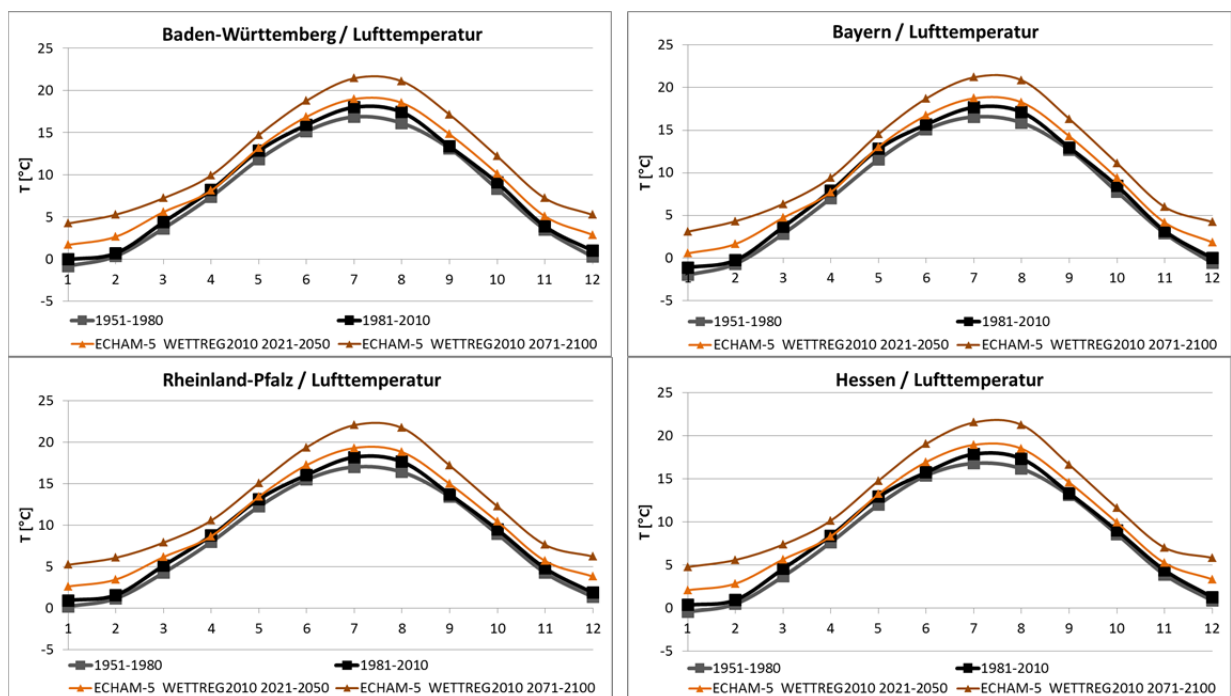 Baden-Württemberg / Lufttemperatur
25
20
15
10
5
0
-5
T [°C]
1 2 3 4 5 6 7 8 9 10 11 12
1951-1980 1981-2010
ECHAM-5 WETTREG2010 2021-2050 ECHAM-5 WETTREG2010 2071-2100
Bayern / Lufttemperatur
25
20
15
10
5
0
-5
T [°C]
1 2 3 4 5 6 7 8 9 10 11 12
1951-1980 1981-2010
ECHAM-5 WETTREG2010 2021-2050 ECHAM-5 WETTREG2010 2071-2100
Rheinland-Pfalz / Lufttemperatur
25
20
15
10
5
0
-5
T [°C]
1 2 3 4 5 6 7 8 9 10 11 12
1951-1980 1981-2010
ECHAM-5 WETTREG2010 2021-2050 ECHAM-5 WETTREG2010 2071-2100
Hessen / Lufttemperatur
25
20
15
10
5
0
-5
T [°C]
1 2 3 4 5 6 7 8 9 10 11 12
1951-1980 1981-2010
ECHAM-5 WETTREG2010 2021-2050 ECHAM-5 WETTREG2010 2071-2100